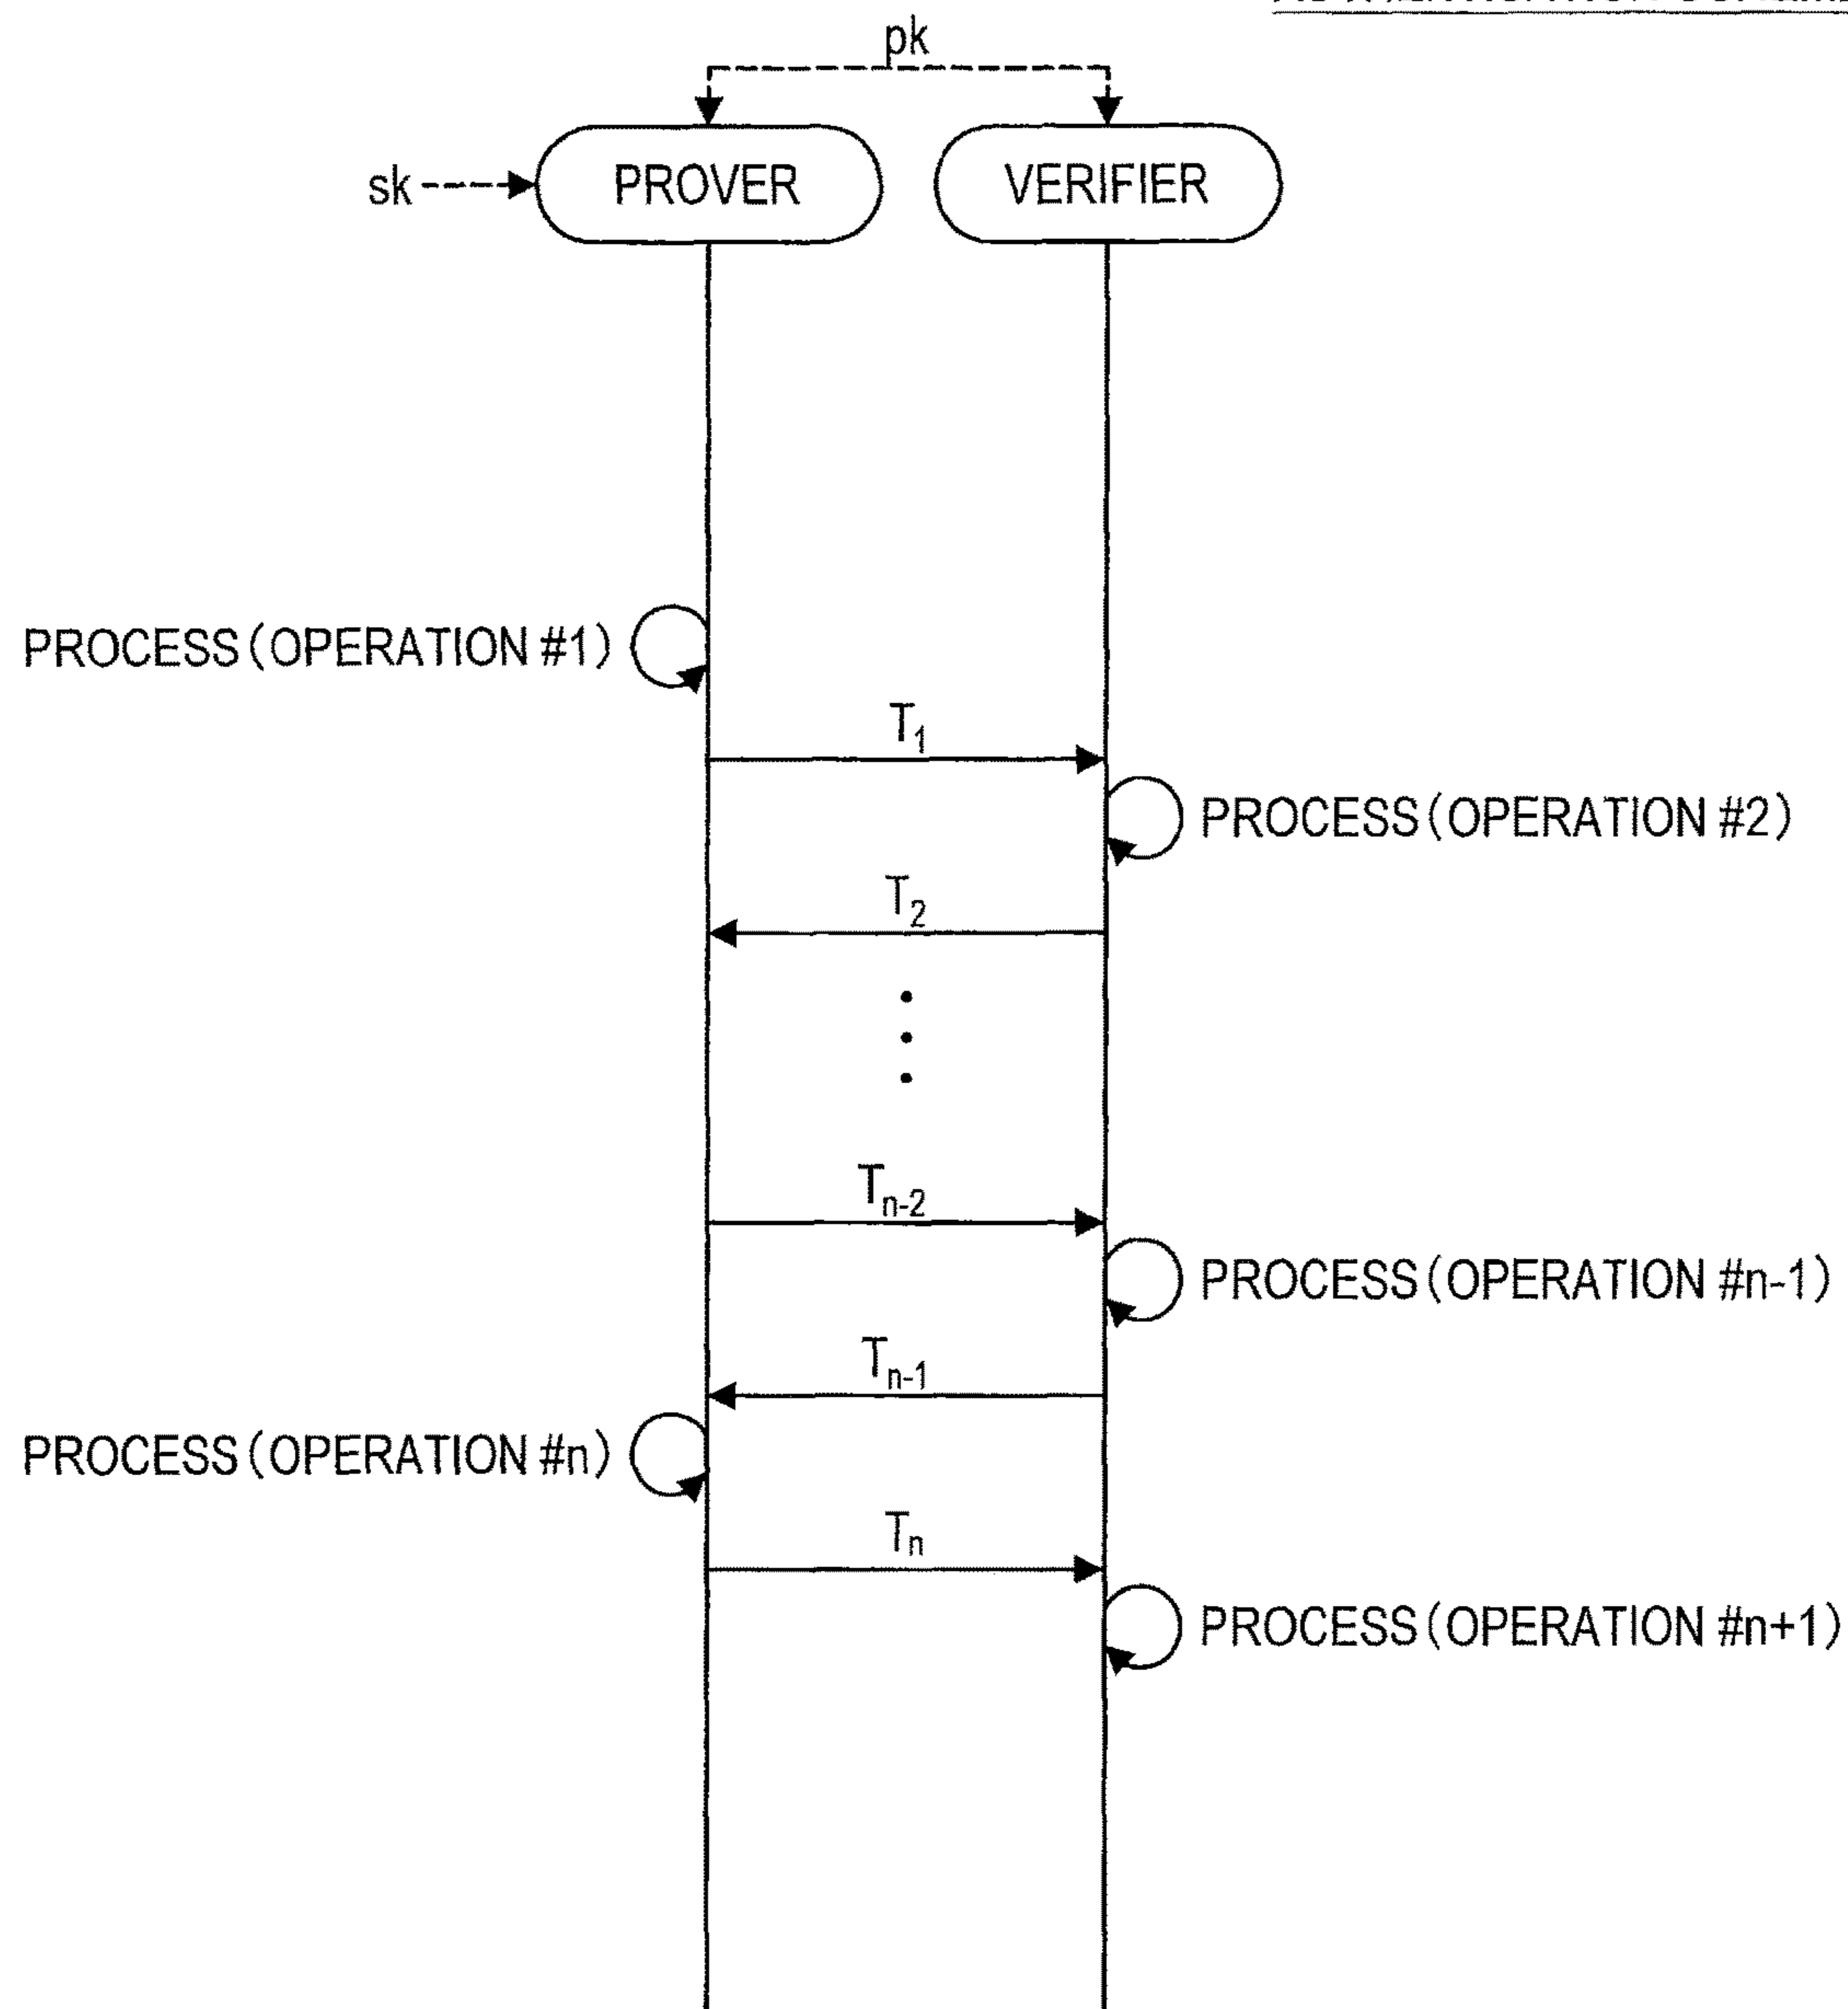 pk
sk
PROVER
VERIFIER
PROCESS (OPERATION #1)
T1
PROCESS (OPERATION #2)
T2
Tn-2
PROCESS (OPERATION #n-1)
Tn-1
PROCESS (OPERATION #n)
Tn
PROCESS (OPERATION #n+1)